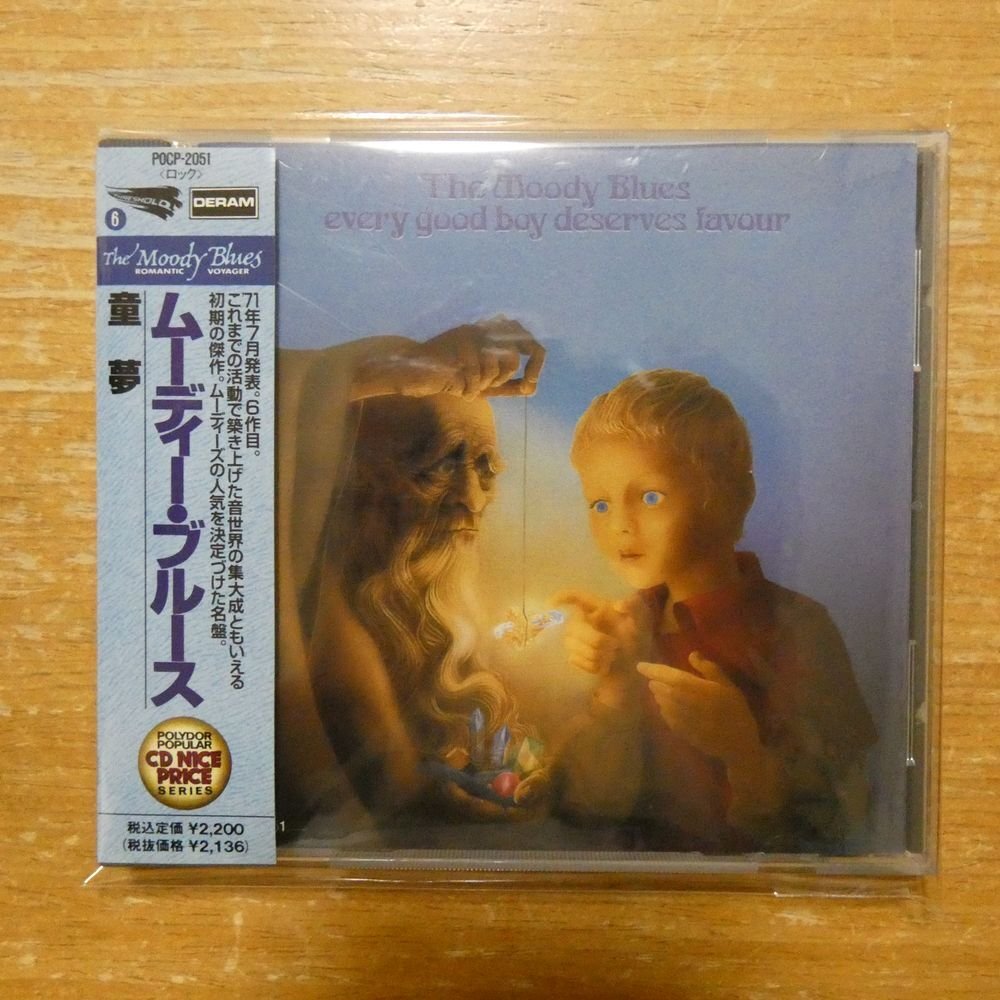 POCP-2051
〈ロック〉
THRESHOLD
DERAM
6
The Moody Blues
ROMANTIC VOYAGER
ムーディー・ブルース
童夢
'71年7月発表。6作目。
これまでの活動で築き上げた音世界の集大成ともいえる
初期の傑作。ムーディーズの人気を決定づけた名盤。
POLYDOR
POPULAR
CD NICE
PRICE
SERIES
税込定価 ¥2,200
(税抜価格 ¥2,136)
The Moody Blues
every good boy deserves favour